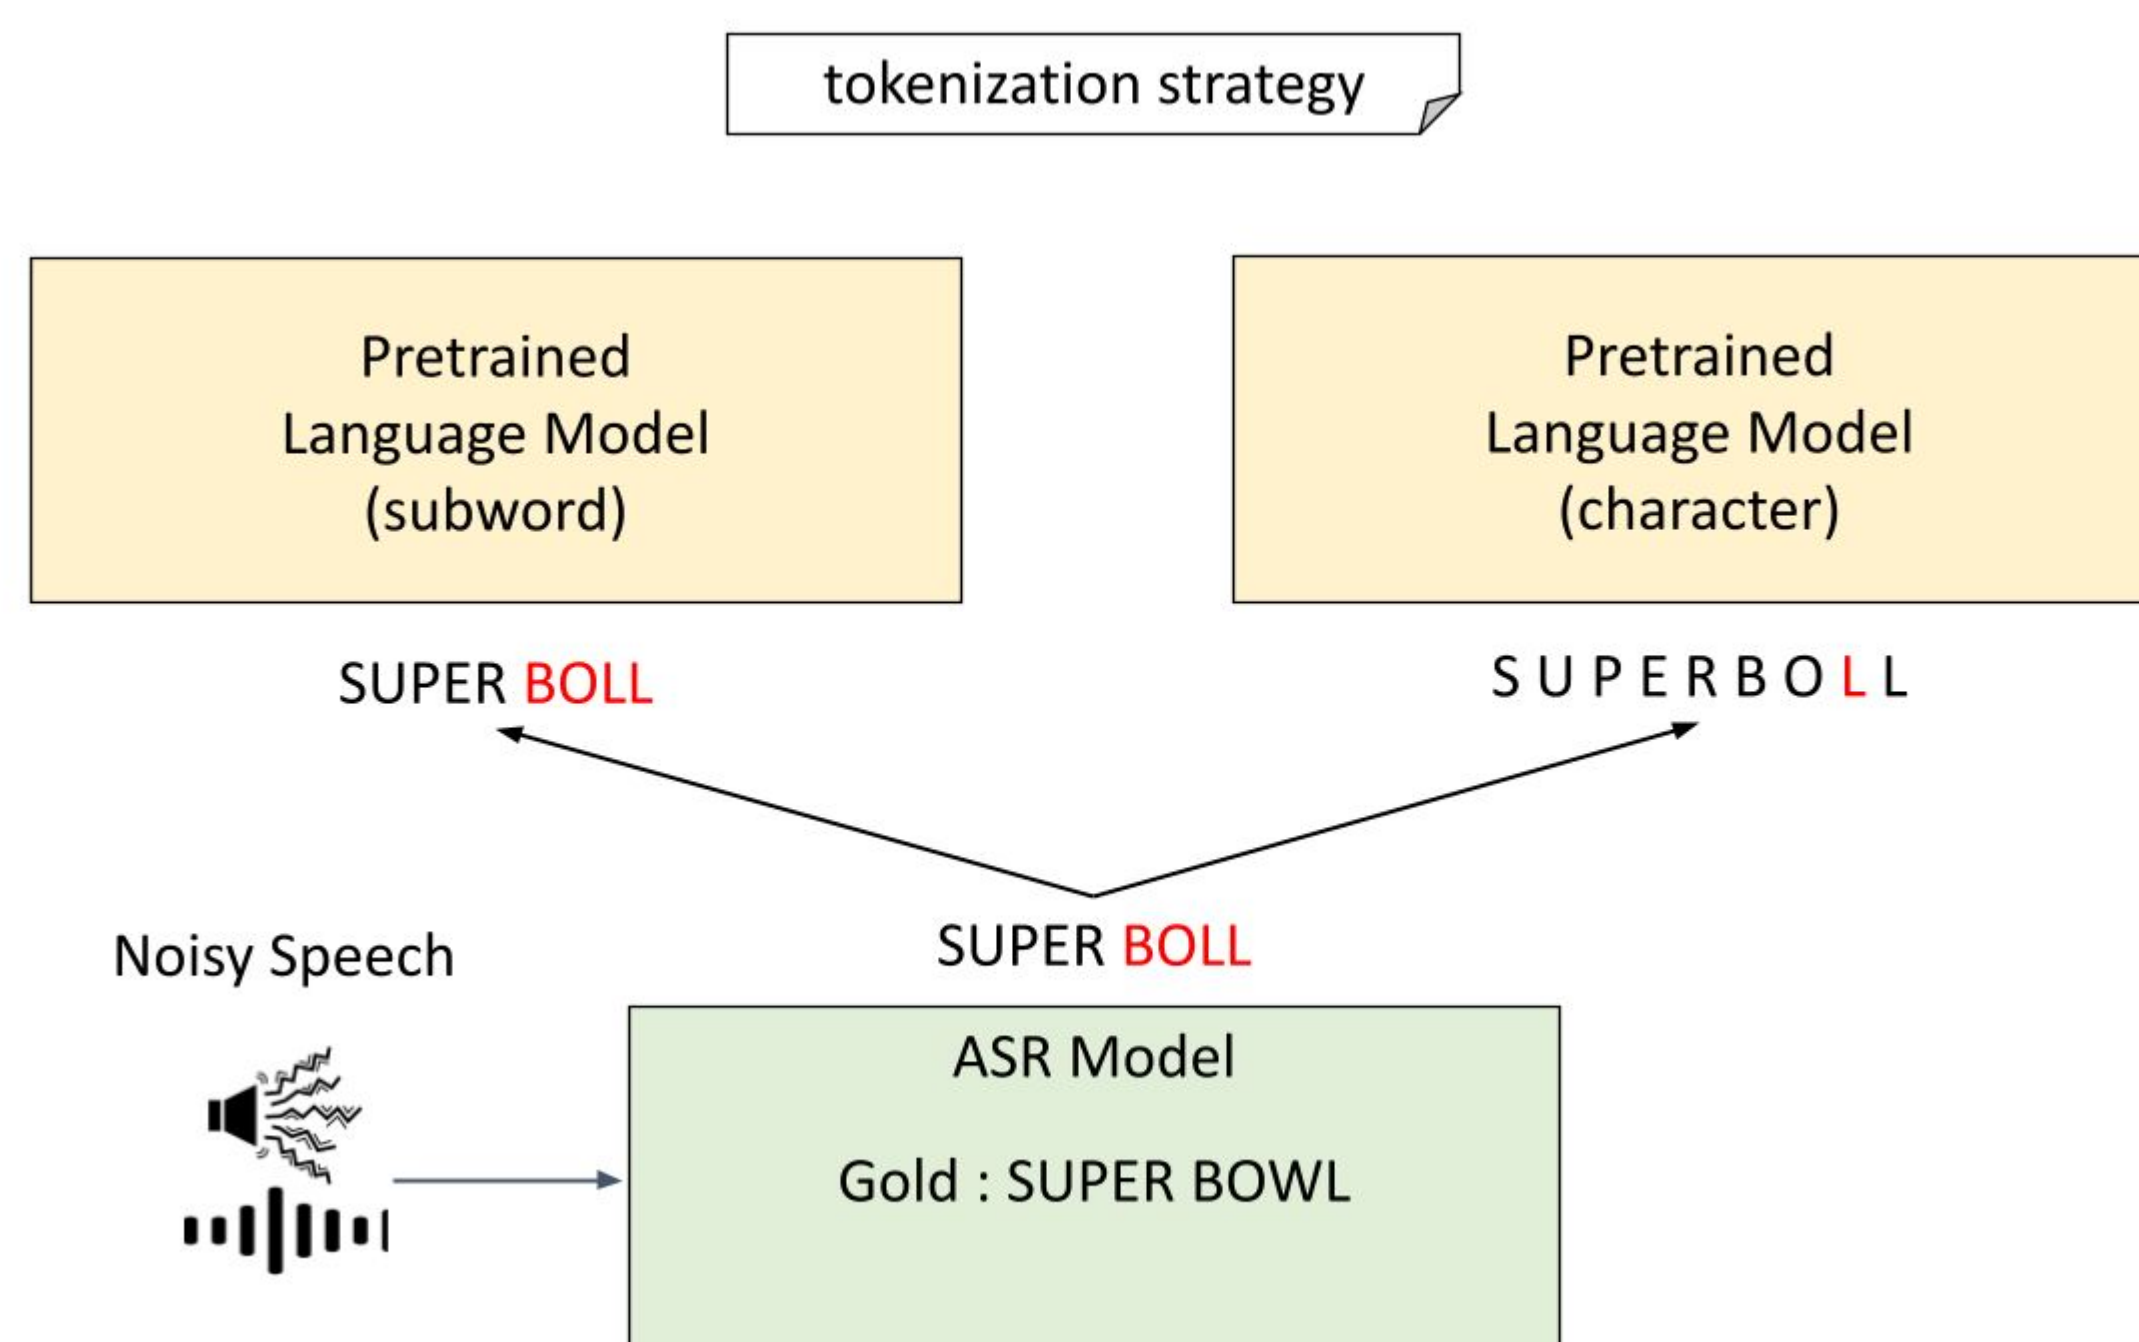 tokenization strategy
Pretrained
Language Model
(subword)
Pretrained
Language Model
(character)
SUPER BOLL
S U P E R B O L L
SUPER BOLL
Noisy Speech
ASR Model
Gold : SUPER BOWL